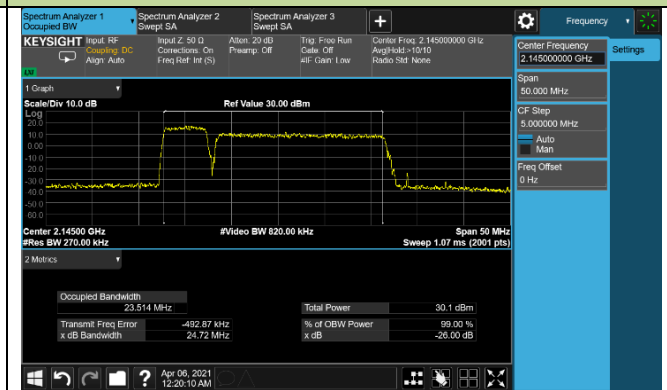 Spectrum Analyzer 1
Occupied BW
Spectrum Analyzer 2
Swept SA
Spectrum Analyzer 3
Swept SA
+
Frequency
KEYSIGHT
Input: RF
Coupling: DC
Align: Auto
Input Z: 50 Ω
Corrections: On
Freq Ref: Int (S)
Atten: 20 dB
Preamp: Off
Trig: Free Run
Gate: Off
#IF Gain: Low
Center Freq: 2.145000000 GHz
Avg|Hold:>10/10
Radio Std: None
Center Frequency
2.145000000 GHz
Settings
Span
50.000 MHz
CF Step
5.000000 MHz
Auto
Man
Freq Offset
0 Hz
1 Graph
Scale/Div 10.0 dB
Ref Value 30.00 dBm
Log
20.0
10.0
0.00
-10.0
-20.0
-30.0
-40.0
-50.0
-60.0
Center 2.14500 GHz
#Video BW 820.00 kHz
Span 50 MHz
#Res BW 270.00 kHz
Sweep 1.07 ms (2001 pts)
2 Metrics
Occupied Bandwidth
23.514 MHz
Total Power
30.1 dBm
Transmit Freq Error
-492.87 kHz
% of OBW Power
99.00 %
x dB Bandwidth
24.72 MHz
x dB
-26.00 dB
?
Apr 06, 2021
12:20:10 AM